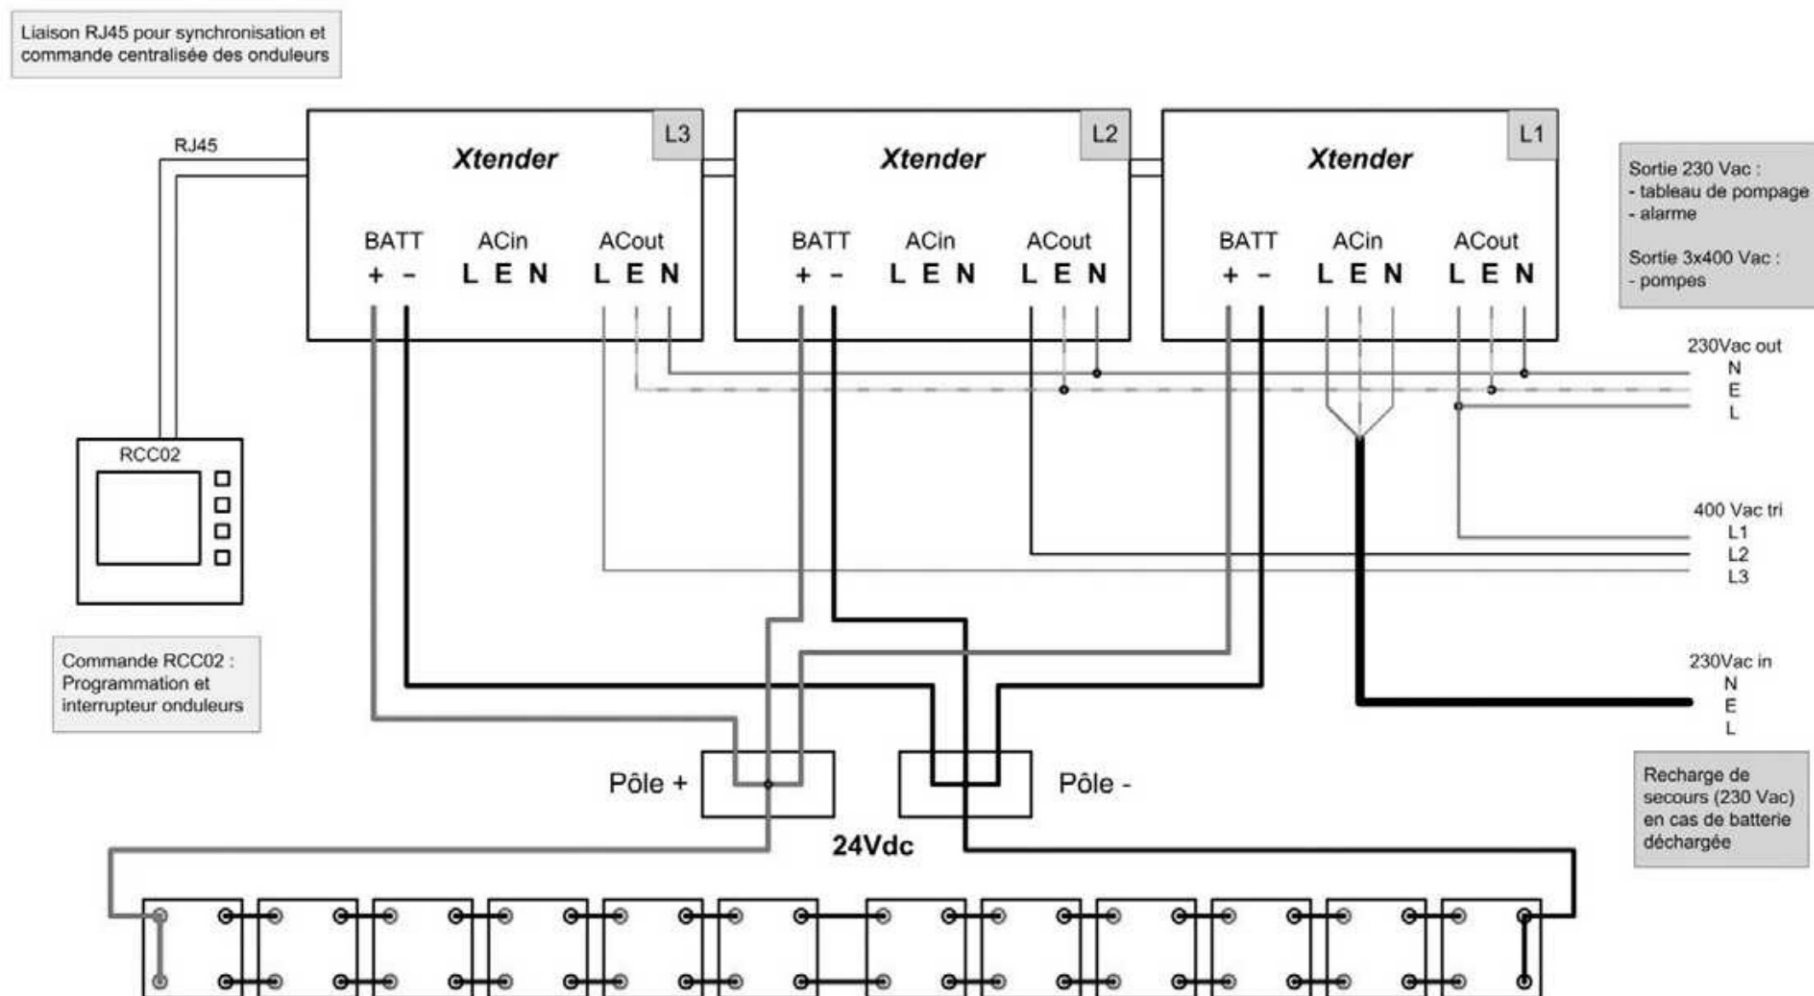 Liaison RJ45 pour synchronisation et
commande centralisée des onduleurs
RJ45
Xtender
L3
BATT ACin ACout
+ − L E N L E N
Xtender
L2
BATT ACin ACout
+ − L E N L E N
Xtender
L1
BATT ACin ACout
+ − L E N L E N
Sortie 230 Vac :
- tableau de pompage
- alarme
Sortie 3x400 Vac :
- pompes
230Vac out
N
E
L
RCC02
400 Vac tri
L1
L2
L3
Commande RCC02 :
Programmation et
interrupteur onduleurs
230Vac in
N
E
L
Pôle +
Pôle -
24Vdc
Recharge de
secours (230 Vac)
en cas de batterie
déchargée